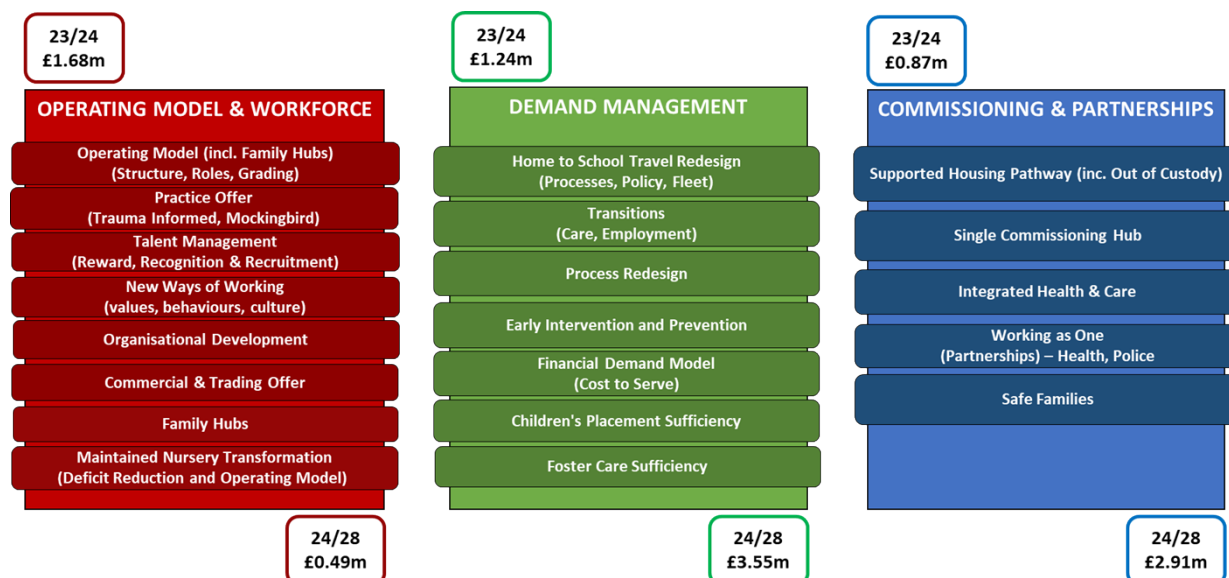 23/24
£1.68m
OPERATING MODEL & WORKFORCE
Operating Model (incl. Family Hubs)
(Structure, Roles, Grading)
Practice Offer
(Trauma Informed, Mockingbird)
Talent Management
(Reward, Recognition & Recruitment)
New Ways of Working
(values, behaviours, culture)
Organisational Development
Commercial & Trading Offer
Family Hubs
Maintained Nursery Transformation
(Deficit Reduction and Operating Model)
24/28
£0.49m
23/24
£1.24m
DEMAND MANAGEMENT
Home to School Travel Redesign
(Processes, Policy, Fleet)
Transitions
(Care, Employment)
Process Redesign
Early Intervention and Prevention
Financial Demand Model
(Cost to Serve)
Children's Placement Sufficiency
Foster Care Sufficiency
24/28
£3.55m
23/24
£0.87m
COMMISSIONING & PARTNERSHIPS
Supported Housing Pathway (inc. Out of Custody)
Single Commissioning Hub
Integrated Health & Care
Working as One
(Partnerships) – Health, Police
Safe Families
24/28
£2.91m